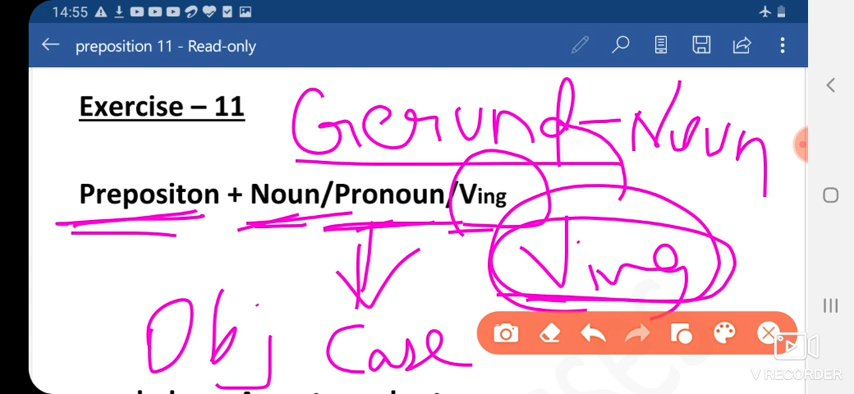 14:55
preposition 11 - Read-only
Exercise – 11
Gerund - Noun
Prepositon + Noun/Pronoun/Ving
Ving
Obj Case
V RECORDER